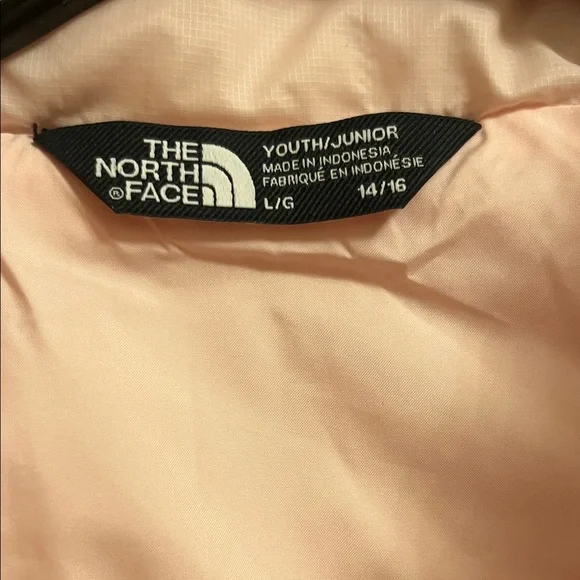 THE
NORTH
®FACE
YOUTH/JUNIOR
MADE IN INDONESIA
FABRIQUÉ EN INDONÉSIE
L/G 14/16